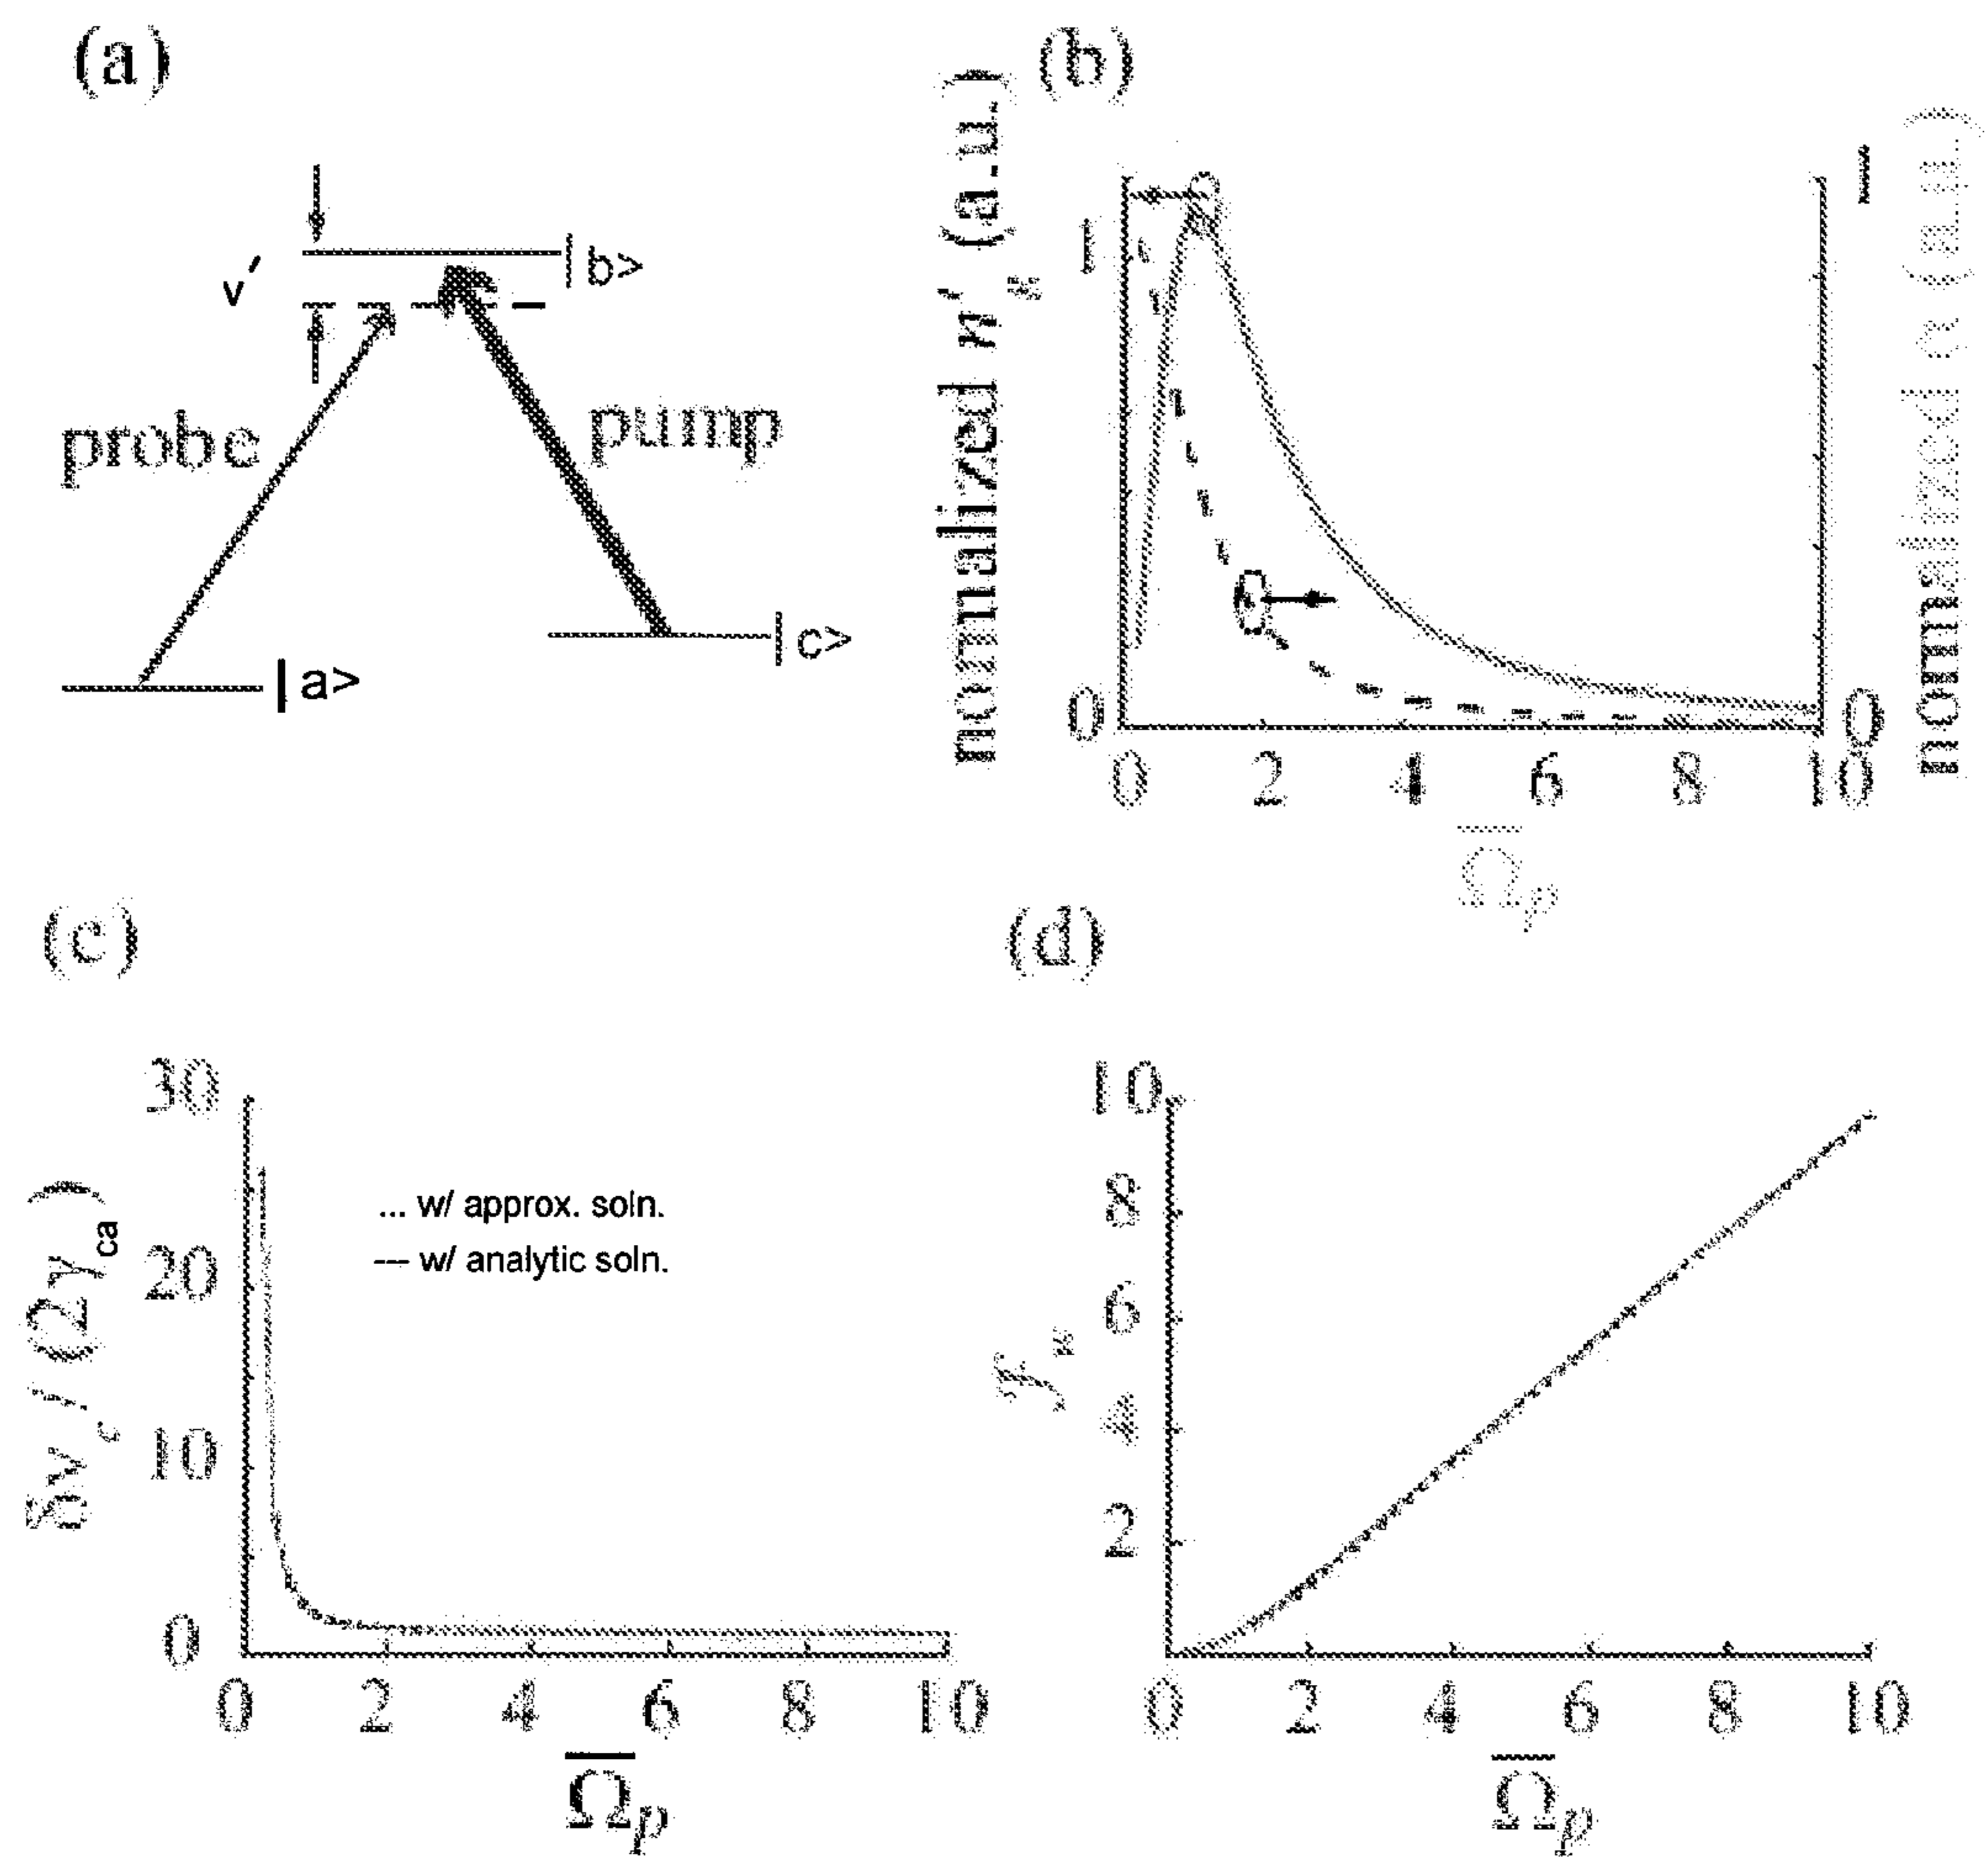 (a)
v′
|b>
probe
pump
|a>
|c>
(b)
normalized n′ (a.u.)
normalized α (a.u.)
1
0
1
0
0 2 4 6 8 10
Ω̅p
(c)
δνc / (2γca)
30
20
10
0
... w/ approx. soln.
--- w/ analytic soln.
0 2 4 6 8 10
Ω̅p
(d)
10
8
6
4
2
0 2 4 6 8 10
Ω̅p